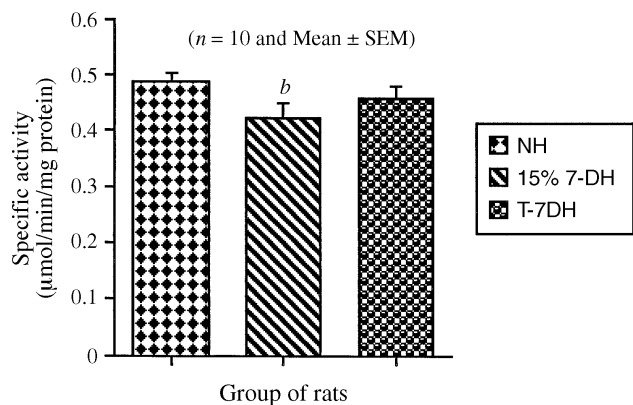 0.6
(n = 10 and Mean ± SEM)
0.5
b
0.4
0.3
0.2
0.1
0
Specific activity
(µmol/min/mg protein)
NH
15% 7-DH
T-7DH
Group of rats